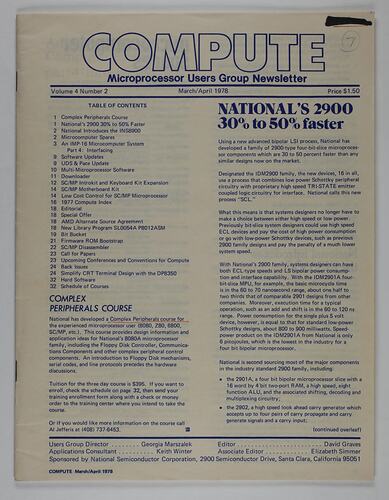 COMPUTE
Microprocessor Users Group Newsletter
Volume 4 Number 2 March/April 1978 Price $1.50
TABLE OF CONTENTS
1 Complex Peripherals Course
1 National's 2900 30% to 50% Faster
2 National Introduces the INS8900
2 Microcomputer Spares
3 An IMP-16 Microcomputer System
Part 4: Interfacing
9 Software Updates
9 UDS & Pace Update
10 Multi-Microprocessor Software
11 Downloader
12 SC/MP Introkit and Keyboard Kit Expansion
14 SC/MP Motherboard Kit
14 Low Cost Control for SC/MP Microprocessor
16 1977 Compute Index
18 Editorial
18 Special Offer
18 AMD Alternate Source Agreement
19 New Library Program SL0054A PB012ASM
19 Bit Bucket
21 Firmware ROM Bootstrap
22 SC/MP Disassembler
23 Call for Papers
23 Upcoming Conferences and Conventions for Compute
24 Back Issues
24 Simplify CRT Terminal Design with the DP8350
32 Hard Software
32 Schedule of Courses
COMPLEX
PERIPHERALS COURSE
National has developed a Complex Peripherals course for
the experienced microprocessor user (8080, Z80, 6800,
SC/MP, etc.). This course provides design information and
application ideas for National's 8080A microprocessor
family, including the Floppy Disk Controller, Communica-
tions Components and other complex peripheral control
components. An introduction to Floppy Disk mechanisms,
serial codes, and line protocols precedes the hardware
discussions.
Tuition for the three day course is $395. If you want to
enroll, check the schedule on page 32, then send your
training enrollment form along with a check or money
order to the training center where you intend to take the
course.
Or if you would like more information on the course call
Al Jefferis at (408) 737-6453.
NATIONAL'S 2900
30% to 50% faster
Using a new advanced bipolar LSI process, National has
developed a family of 2900-type four-bit-slice microproces-
sor components which are 30 to 50 percent faster than any
similar designs now on the market.
Designated the IDM2900 family, the new devices, 16 in all,
use a process that combines low power Schottky peripheral
circuitry with proprietary high speed TRI-STATE emitter
coupled logic circuitry for interface. National calls this new
process "SCL."
What this means is that systems designers no longer have to
make a choice between either high speed or low power.
Previously bit-slice system designers could use high speed
ECL devices and pay the cost of high power consumption
or go with low-power Schottky devices, such as previous
2900 family designs and pay the penalty of a much lower
system speed.
With National's 2900 family, systems designers can have
both ECL type speeds and LS bipolar power consump-
tion and interface capability. With the IDM2901A four-
bit-slice MPU, for example, the basic microcycle time
is in the 60 to 70 nanosecond range, about one half to
two thirds that of comparable 2901 designs from other
companies. Moreover, execution time for a typical
operation, such as an add and shift is in the 80 to 120 ns
range. Power consumption for the single plus 5 volt
device, however, is equal to that for standard low-power
Schottky designs, about 800 to 900 milliwatts. Speed-
power product on the IDM2901A from National is only
6 picojoules, which is the lowest in the industry for a
four bit bipolar microprocessor.
National is second sourcing most of the major components
in the industry standard 2900 family, including:
• the 2901A, a four bit bipolar microprocessor slice with a
16 word by 4 bit two-port RAM, a high speed, eight
function ALU, and the associated shifting, decoding and
multiplexing circuitry;
• the 2902, a high speed look ahead carry generator which
accepts up to four pairs of carry propagate and carry
generate signals and a carry input;
(continued overleaf)
Users Group Director Georgia Marszalek Editor David Graves
Applications Consultant Keith Winter Associate Editor Elizabeth Simmer
Sponsored by National Semiconductor Corporation, 2900 Semiconductor Drive, Santa Clara, California 95051
COMPUTE March/April 1978